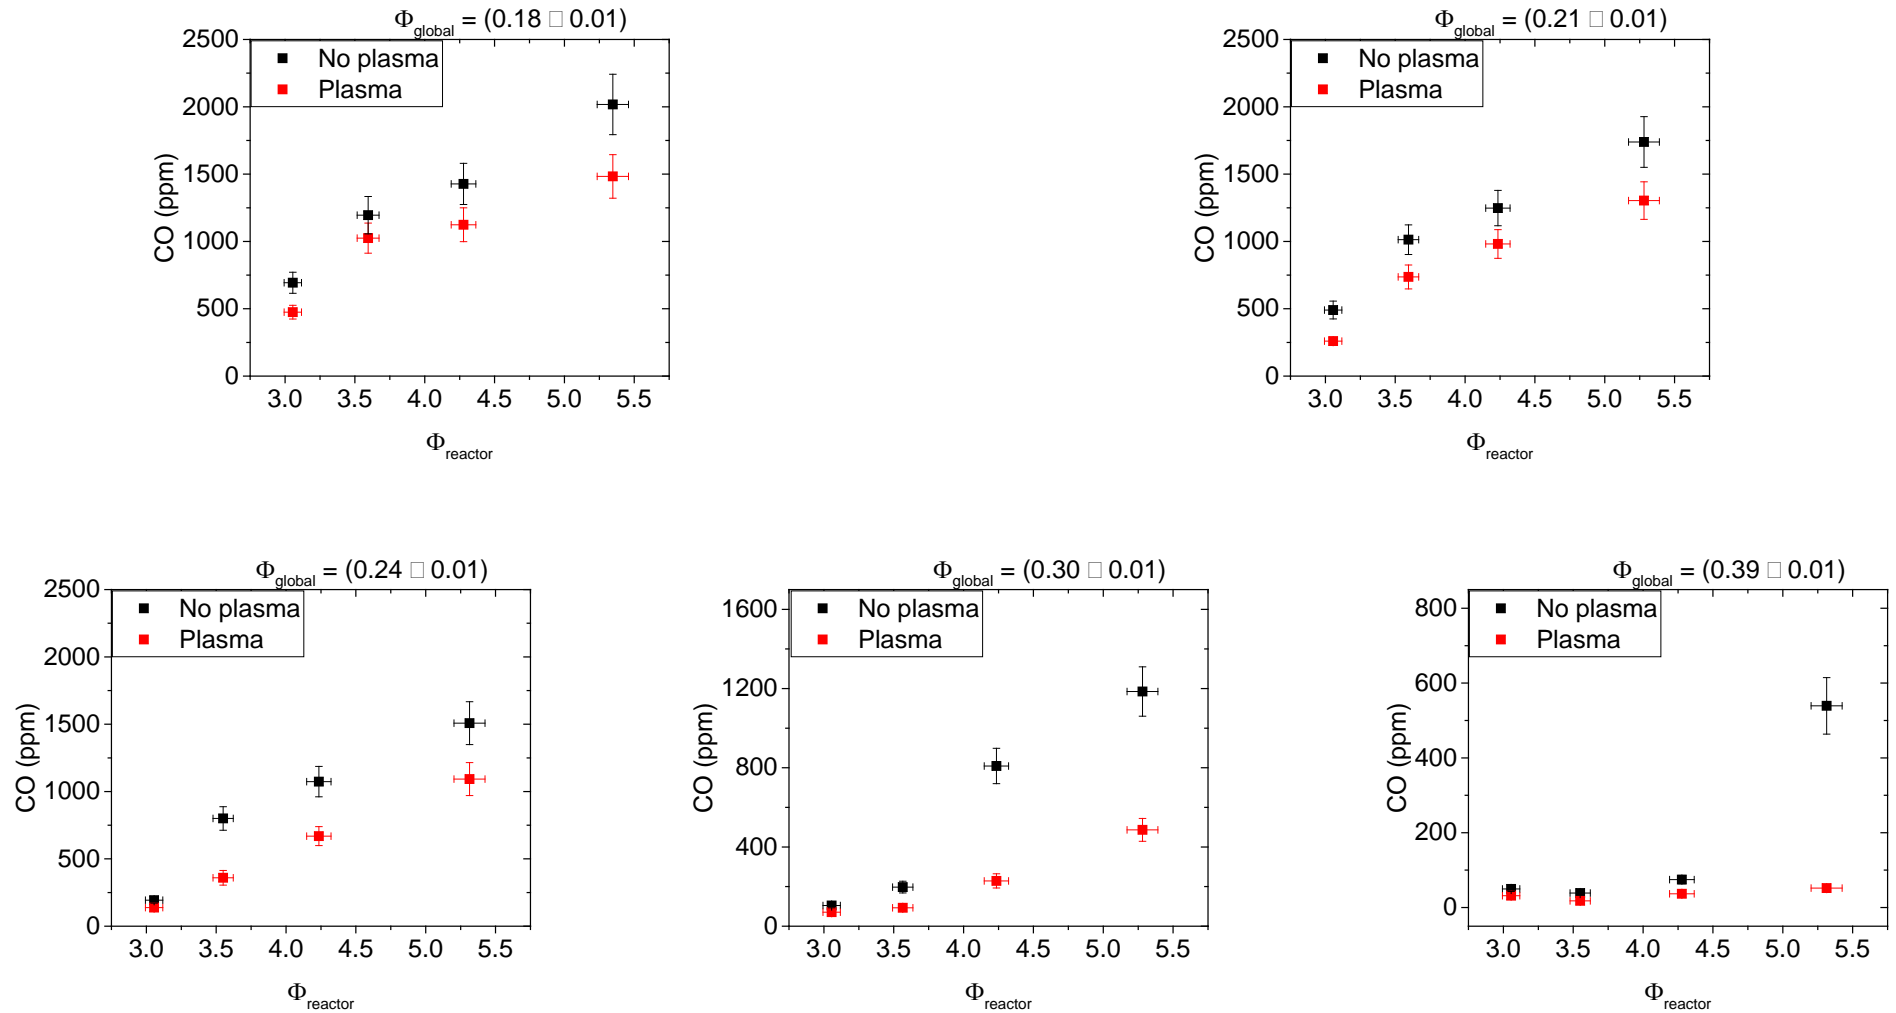 Φglobal = (0.18 □ 0.01)
2500
2000
1500
1000
500
0
No plasma
Plasma
CO (ppm)
3.0 3.5 4.0 4.5 5.0 5.5
Φreactor
Φglobal = (0.21 □ 0.01)
2500
2000
1500
1000
500
0
No plasma
Plasma
CO (ppm)
3.0 3.5 4.0 4.5 5.0 5.5
Φreactor
Φglobal = (0.24 □ 0.01)
2500
2000
1500
1000
500
0
No plasma
Plasma
CO (ppm)
3.0 3.5 4.0 4.5 5.0 5.5
Φreactor
Φglobal = (0.30 □ 0.01)
1600
1200
800
400
0
No plasma
Plasma
CO (ppm)
3.0 3.5 4.0 4.5 5.0 5.5
Φreactor
Φglobal = (0.39 □ 0.01)
800
600
400
200
0
No plasma
Plasma
CO (ppm)
3.0 3.5 4.0 4.5 5.0 5.5
Φreactor